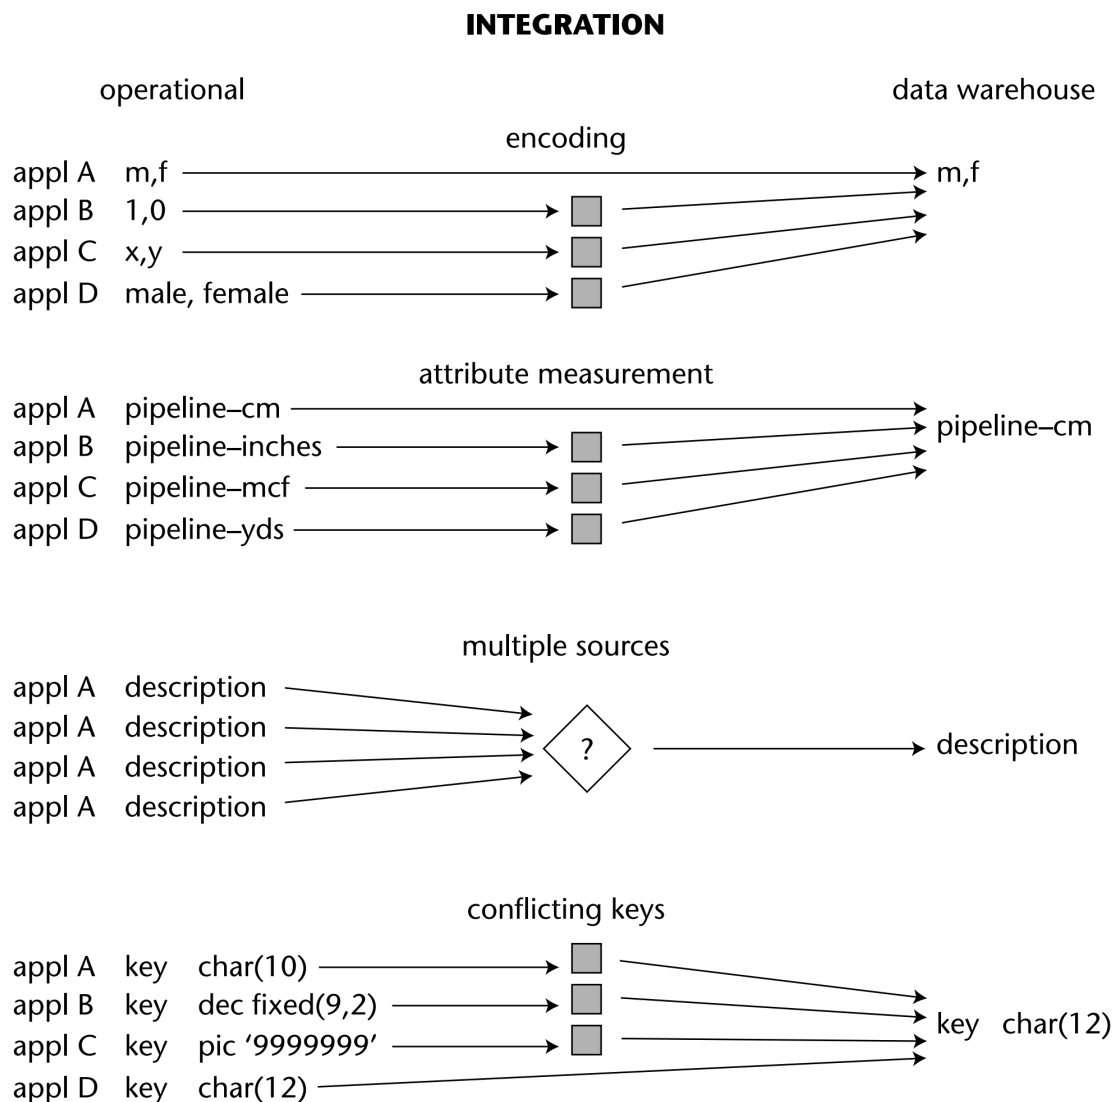 INTEGRATION
operational data warehouse
encoding
appl A m,f m,f
appl B 1,0
appl C x,y
appl D male, female
attribute measurement
appl A pipeline–cm
pipeline–cm
appl B pipeline–inches
appl C pipeline–mcf
appl D pipeline–yds
multiple sources
appl A description
appl A description
? description
appl A description
appl A description
conflicting keys
appl A key char(10)
appl B key dec fixed(9,2)
key char(12)
appl C key pic ‘9999999’
appl D key char(12)